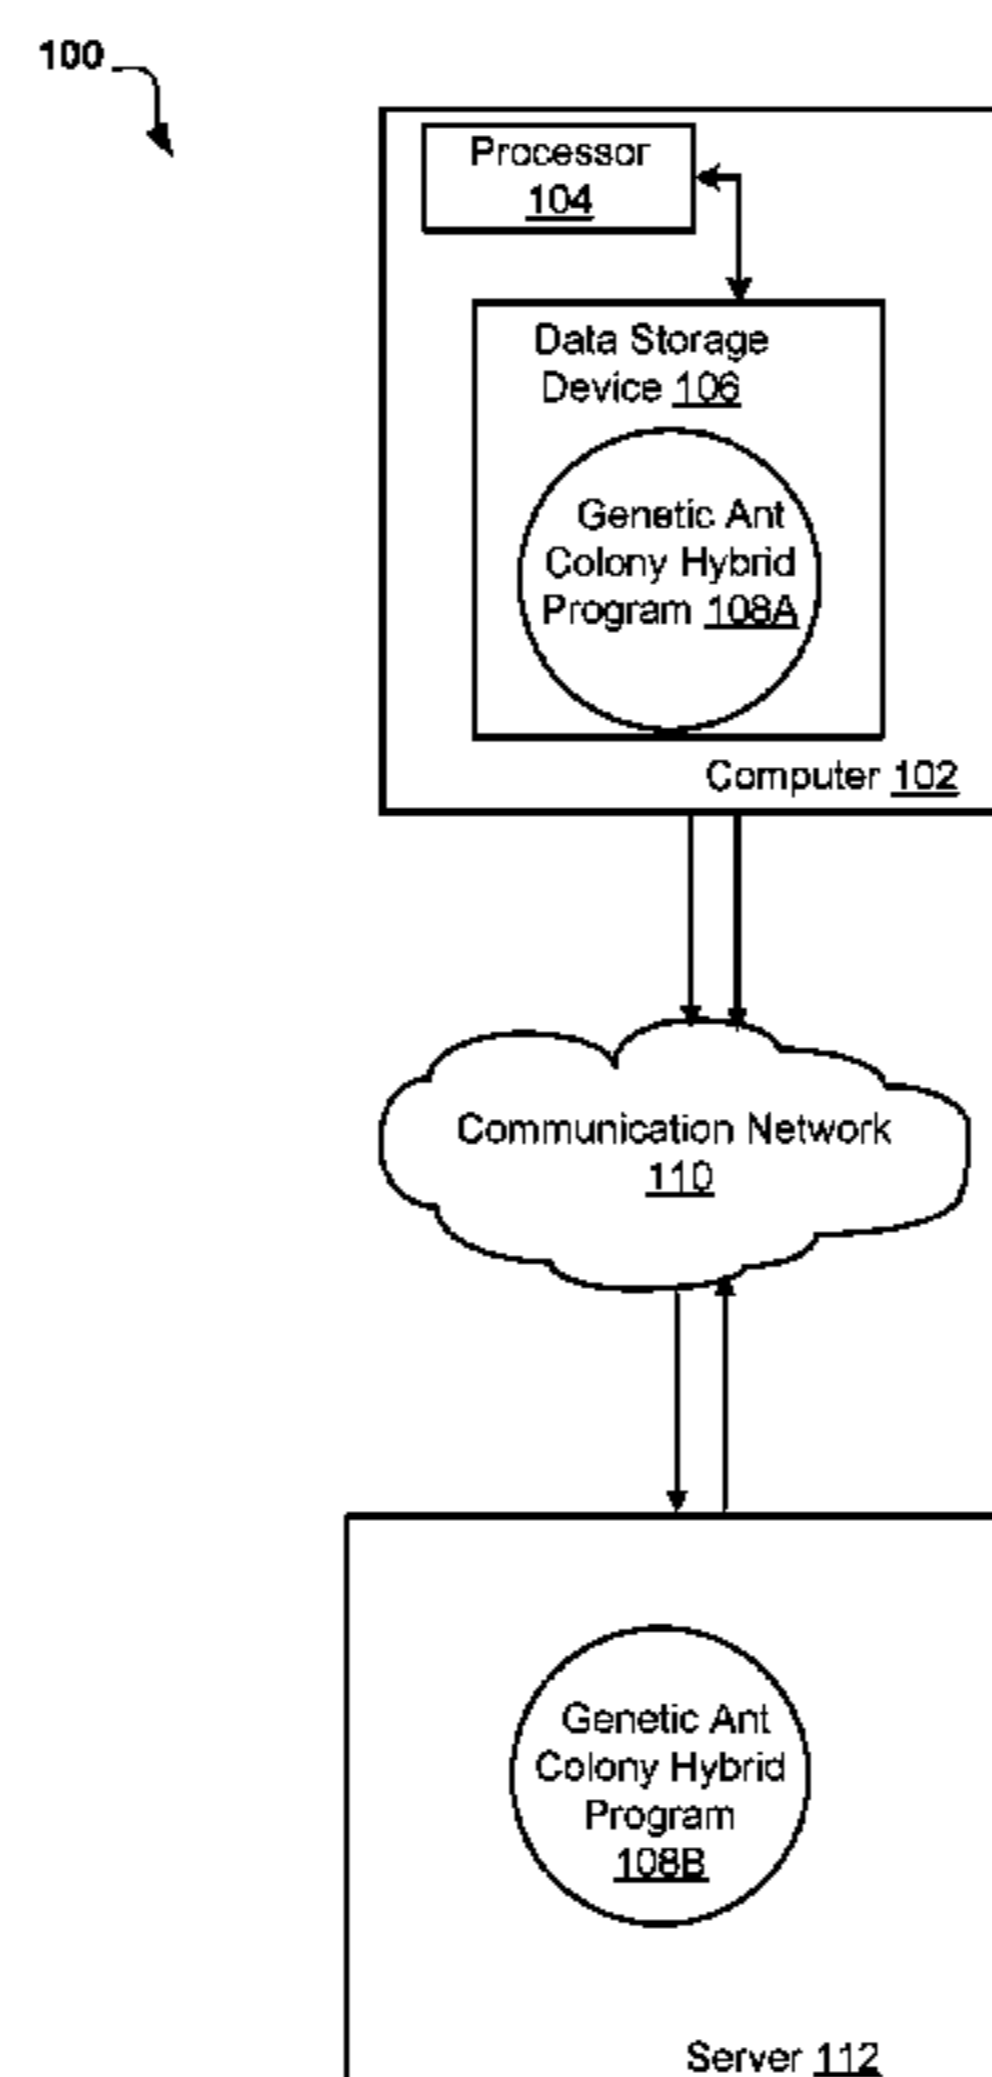 100
Processor
104
Data Storage
Device 106
Genetic Ant
Colony Hybrid
Program 108A
Computer 102
Communication Network
110
Genetic Ant
Colony Hybrid
Program
108B
Server 112